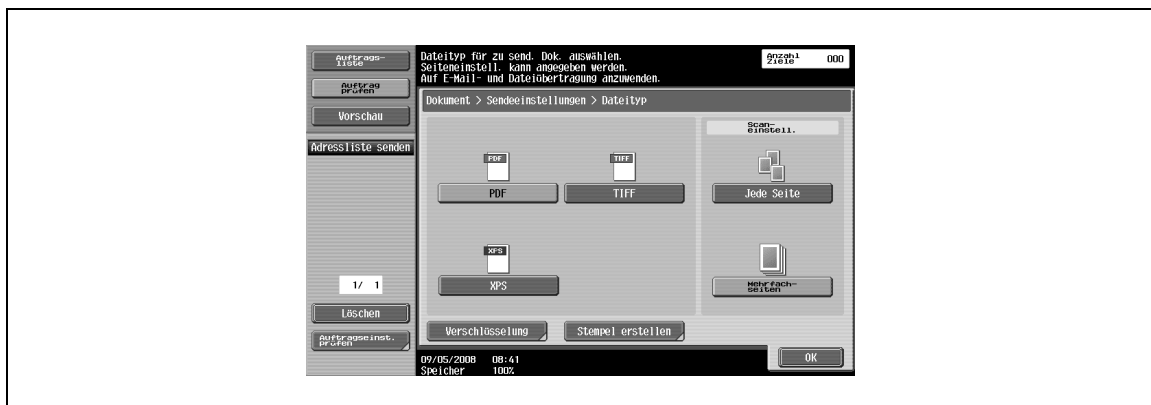 Auftrags-
liste
Auftrag
prüfen
Vorschau
Adressliste senden
1/ 1
Löschen
Auftragseinst.
prüfen
Dateityp für zu send. Dok. auswählen.
Seiteneinstell. kann angegeben werden.
Auf E-Mail- und Dateiübertragung anzuwenden.
Anzahl
Ziele
000
Dokument > Sendeeinstellungen > Dateityp
PDF
PDF
TIFF
TIFF
XPS
XPS
Scan-
einstell.
Jede Seite
Mehrfach-
seiten
Verschlüsselung
Stempel erstellen
09/05/2008 08:41
Speicher 100%
OK